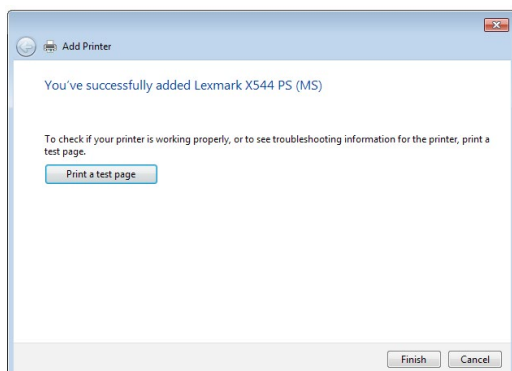 Add Printer
You've successfully added Lexmark X544 PS (MS)
To check if your printer is working properly, or to see troubleshooting information for the printer, print a
test page.
Print a test page
Finish Cancel